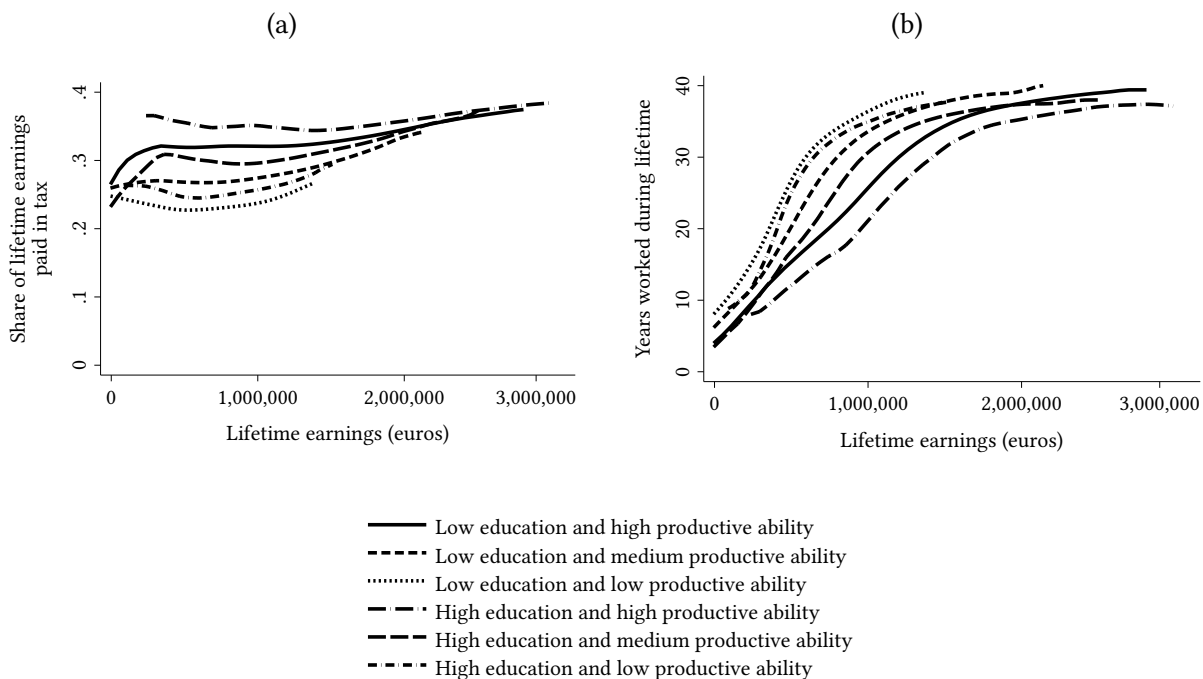 (a)
Share of lifetime earnings
paid in tax
.4
.3
.2
.1
0
0
1,000,000
2,000,000
3,000,000
Lifetime earnings (euros)
(b)
Years worked during lifetime
40
30
20
10
0
0
1,000,000
2,000,000
3,000,000
Lifetime earnings (euros)
Low education and high productive ability
Low education and medium productive ability
Low education and low productive ability
High education and high productive ability
High education and medium productive ability
High education and low productive ability